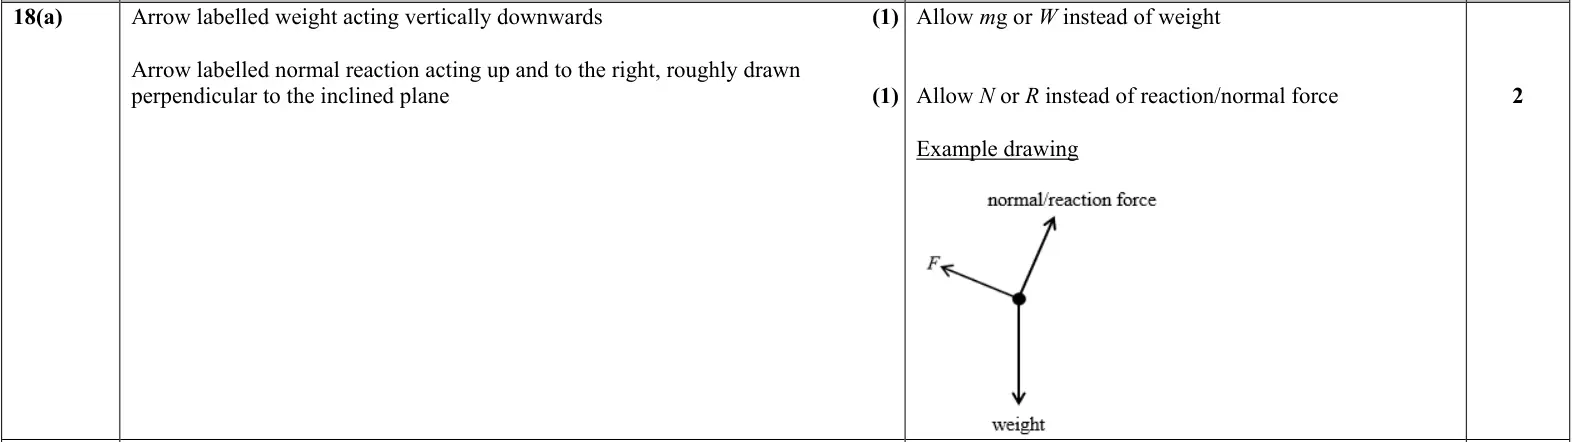 18(a) Arrow labelled weight acting vertically downwards (1) Allow mg or W instead of weight
Arrow labelled normal reaction acting up and to the right, roughly drawn
perpendicular to the inclined plane (1) Allow N or R instead of reaction/normal force 2
Example drawing
normal/reaction force
F
weight